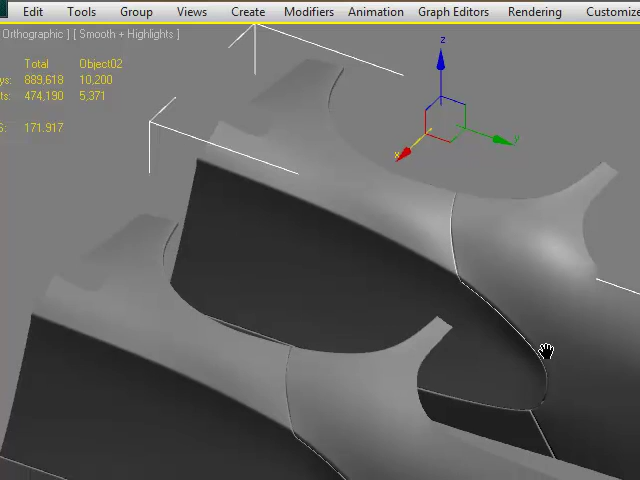 Edit Tools Group Views Create Modifiers Animation Graph Editors Rendering Customize
Orthographic ] [ Smooth + Highlights ]
Total Object02
ys: 889,618 10,200
ts: 474,190 5,371
S: 171.917
z
x
y